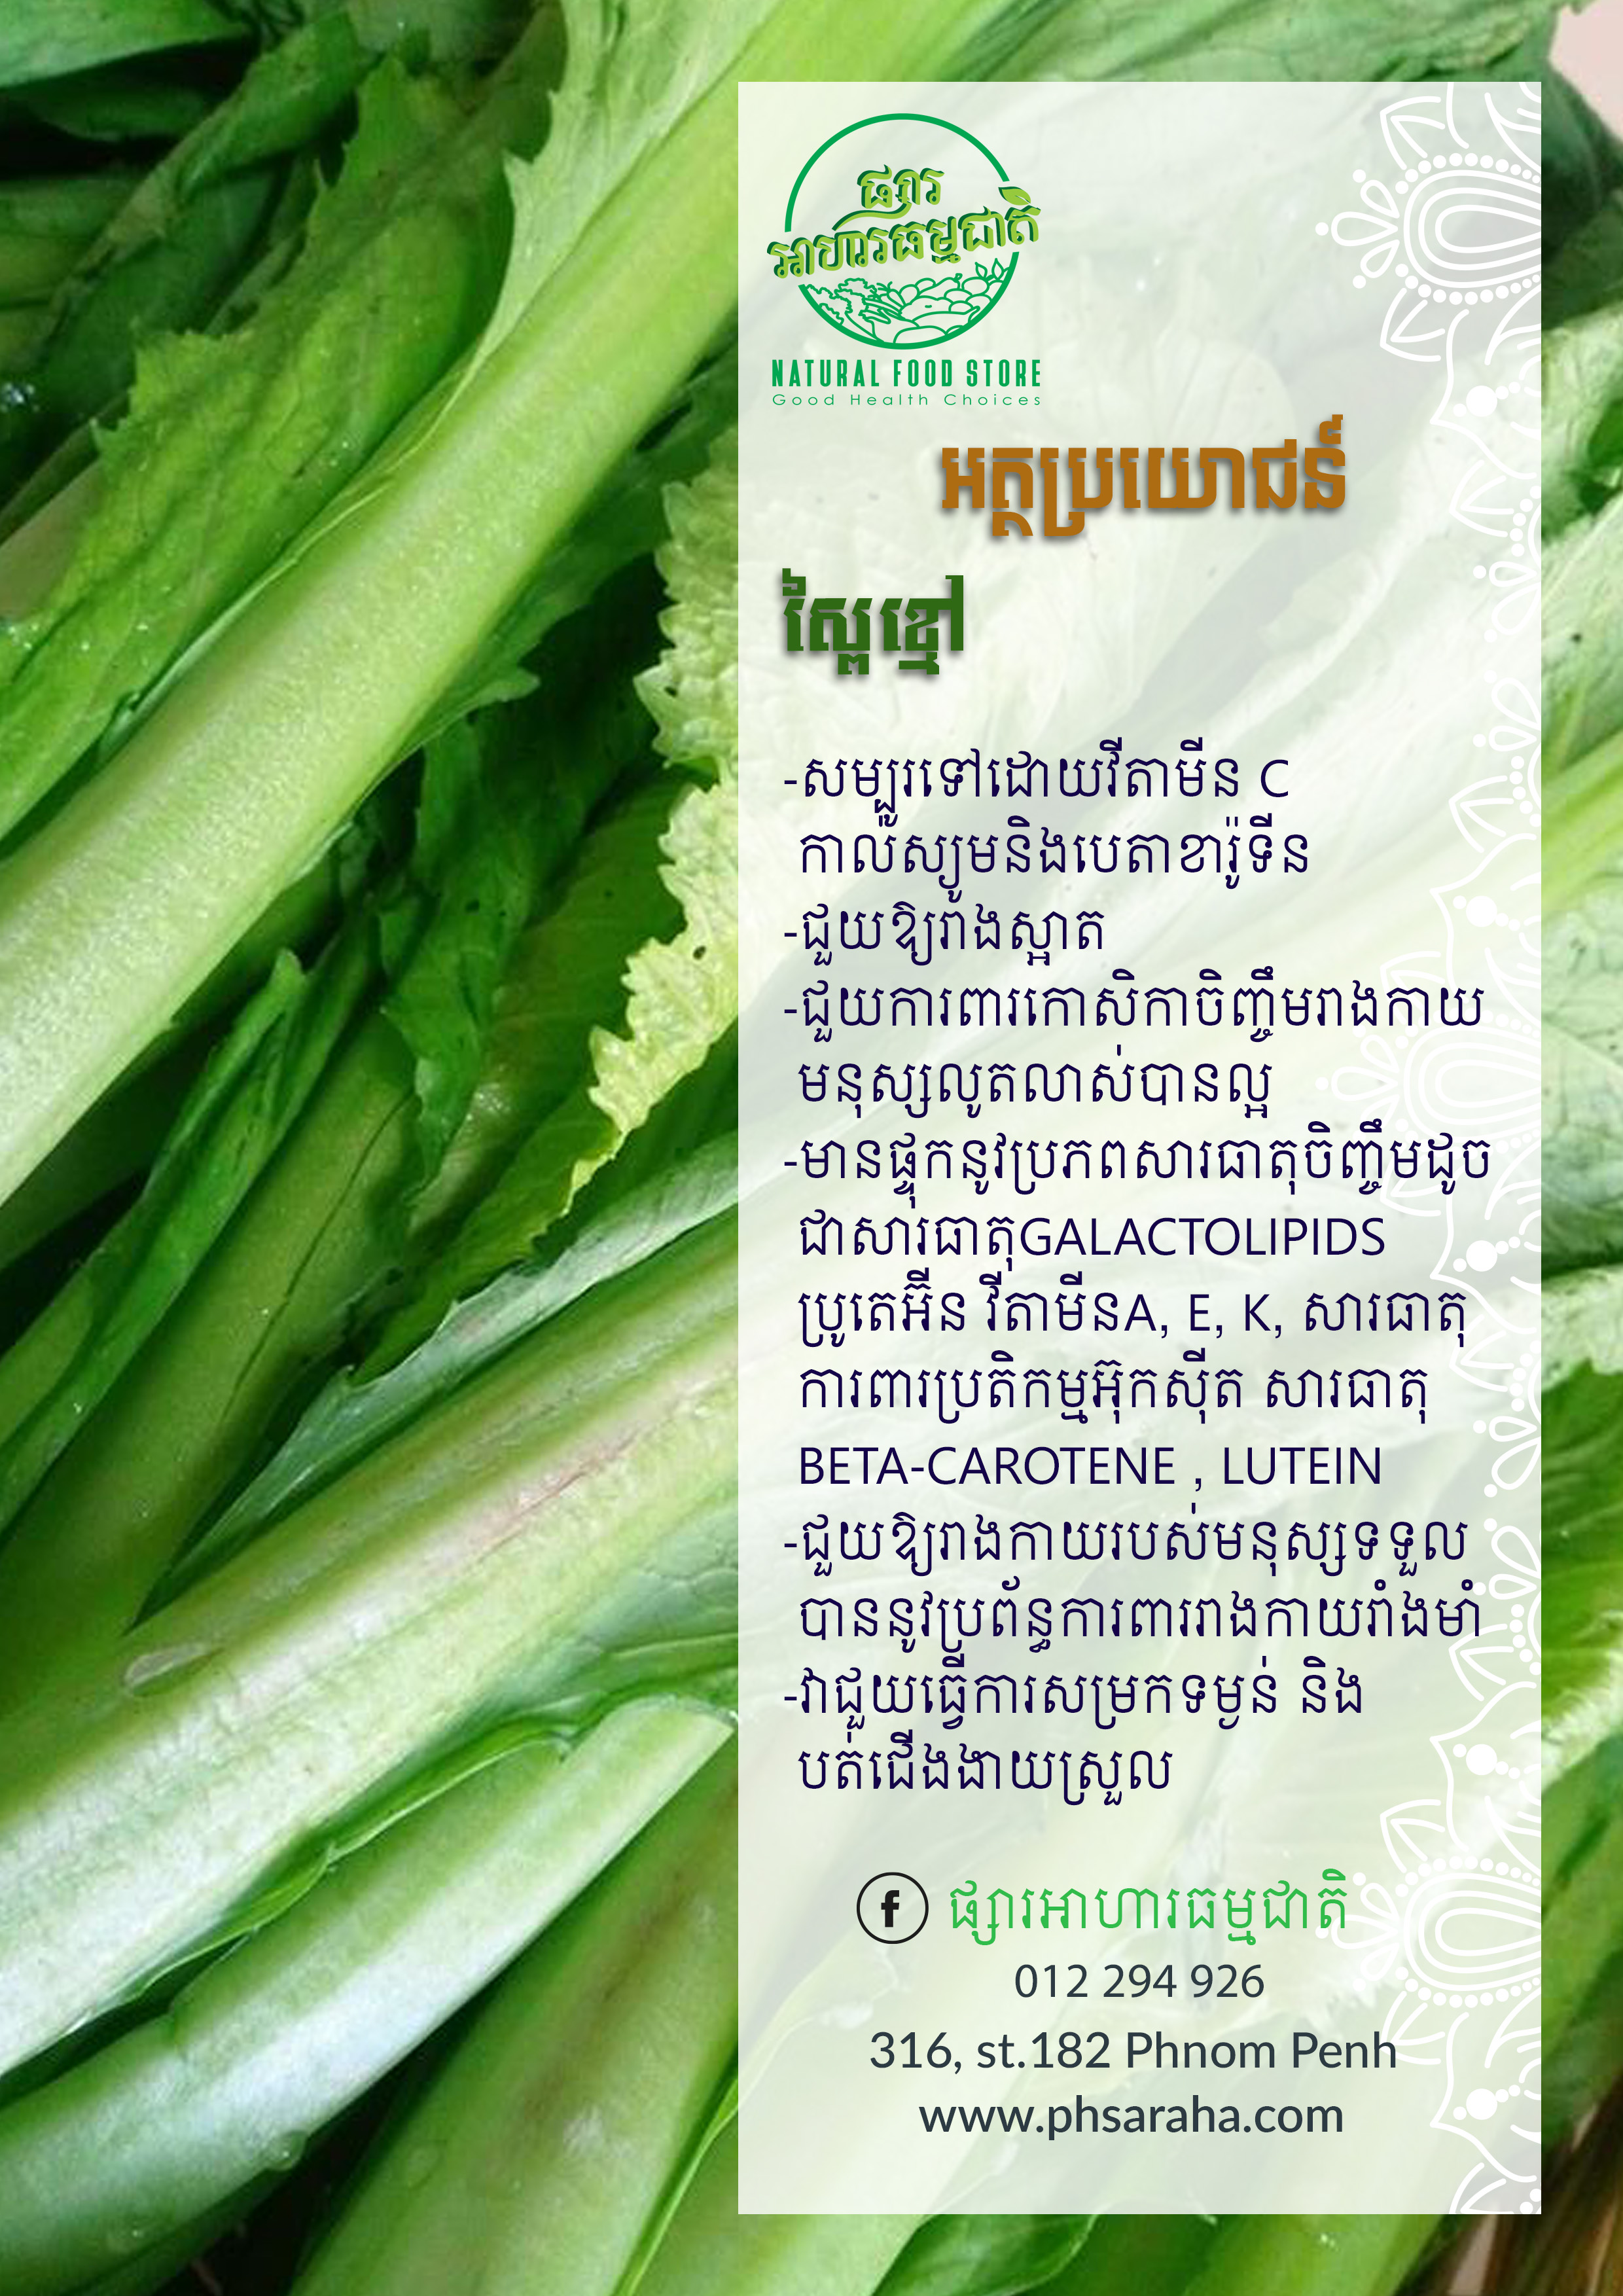 ផ្សារ
អាហារធម្មជាតិ
NATURAL FOOD STORE
Good Health Choices
អត្ថប្រយោជន៍
ស្ពៃខ្មៅ
-សម្បូរទៅដោយវីតាមីន C
កាល់ស្យូមនិងបេតាខារ៉ូទីន
-ជួយឱ្យរាងស្អាត
-ជួយការពារកោសិកាចិញ្ចឹមរាងកាយ
មនុស្សលូតលាស់បានល្អ
-មានផ្ទុកនូវប្រភពសារធាតុចិញ្ចឹមដូច
ជាសារធាតុGALACTOLIPIDS
ប្រូតេអ៊ីន វីតាមីនA, E, K, សារធាតុ
ការពារប្រតិកម្មអ៊ុកស៊ីត សារធាតុ
BETA-CAROTENE , LUTEIN
-ជួយឱ្យរាងកាយរបស់មនុស្សទទួល
បាននូវប្រព័ន្ធការពាររាងកាយរាំងមាំ
-វាជួយធ្វើការសម្រកទម្ងន់ និង
បត់ជើងងាយស្រួល
ផ្សារអាហារធម្មជាតិ
012 294 926
316, st.182 Phnom Penh
www.phsaraha.com